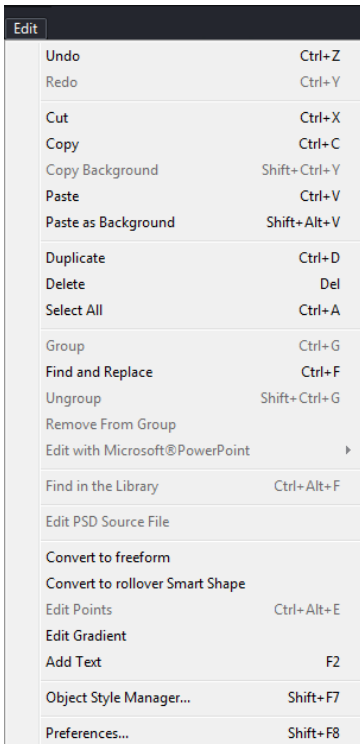 Edit
Undo Ctrl+Z
Redo Ctrl+Y
Cut Ctrl+X
Copy Ctrl+C
Copy Background Shift+Ctrl+Y
Paste Ctrl+V
Paste as Background Shift+Alt+V
Duplicate Ctrl+D
Delete Del
Select All Ctrl+A
Group Ctrl+G
Find and Replace Ctrl+F
Ungroup Shift+Ctrl+G
Remove From Group
Edit with Microsoft®PowerPoint
Find in the Library Ctrl+Alt+F
Edit PSD Source File
Convert to freeform
Convert to rollover Smart Shape
Edit Points Ctrl+Alt+E
Edit Gradient
Add Text F2
Object Style Manager... Shift+F7
Preferences... Shift+F8